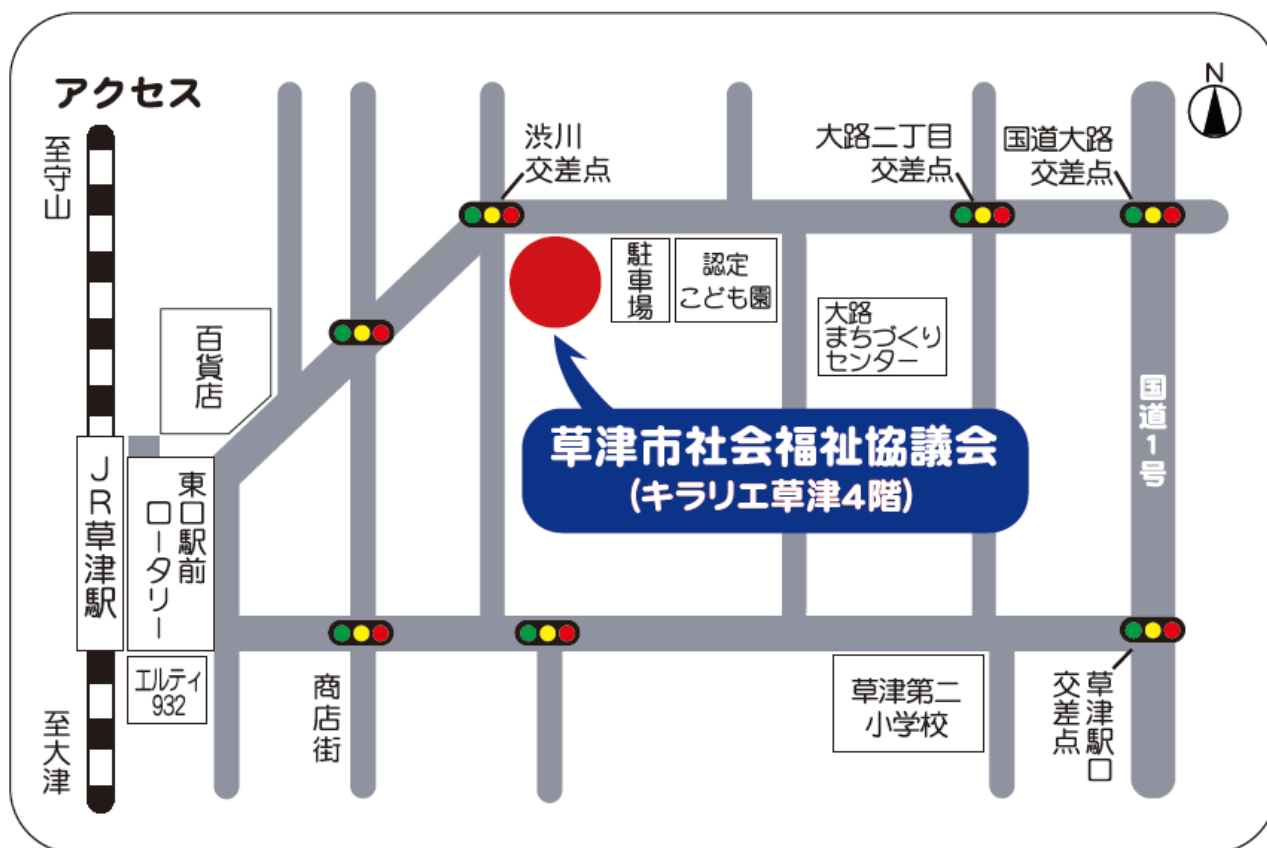 アクセス
N
至守山
渋川
交差点
大路二丁目
交差点
国道大路
交差点
駐車場
認定
こども園
大路
まちづくり
センター
百貨店
国道1号
草津市社会福祉協議会
(キラリエ草津4階)
JR草津駅
東口駅前
ロータリー
エルティ
932
至大津
商店街
草津第二
小学校
草津駅口
交差点